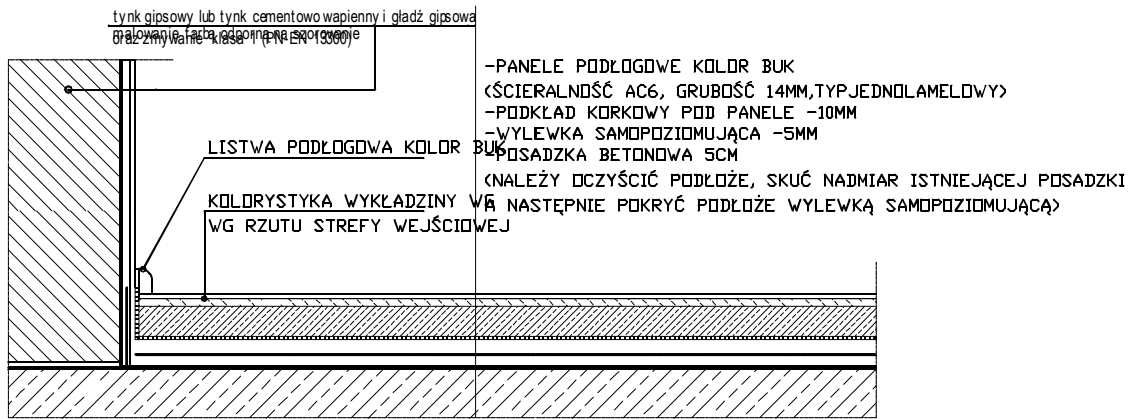 tynk gipsowy lub tynk cementowo wapienny i gładź gipsowa
malowanie farbą odporną na szorowanie
oraz zmywanie klasa 1 (PN-EN 13300)
-PANELE PODŁOGOWE KOLOR BUK
(ŚCIERALNOŚĆ AC6, GRUBOŚĆ 14MM,TYPJEDNOLAMELOWY)
-PODKŁAD KORKOWY POD PANELE -10MM
-WYLEWKA SAMOPOZIOMUJĄCA -5MM
-POSADZKA BETONOWA 5CM
(NALEŻY OCZYŚCIĆ PODŁOŻE, SKUĆ NADMIAR ISTNIEJĄCEJ POSADZKI
A NASTĘPNIE POKRYĆ PODŁOŻE WYLEWKĄ SAMOPOZIOMUJĄCĄ)
LISTWA PODŁOGOWA KOLOR BUK
KOLORYSTYKA WYKŁADZINY WG
WG RZUTU STREFY WEJŚCIOWEJ